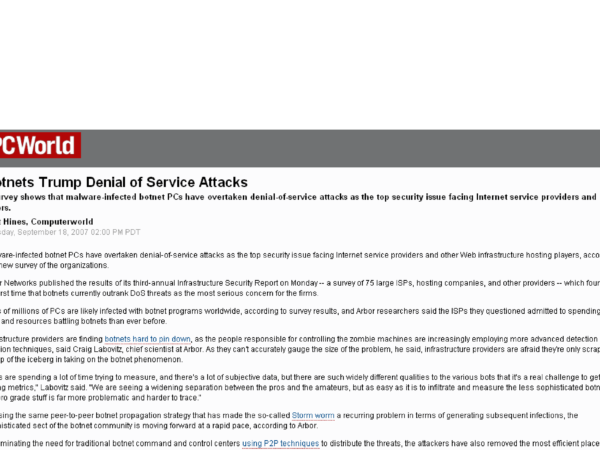 PCWorld
otnets Trump Denial of Service Attacks
rvey shows that malware-infected botnet PCs have overtaken denial-of-service attacks as the top security issue facing Internet service providers and
rs.
t Hines, Computerworld
sday, September 18, 2007 02:00 PM PDT
vare-infected botnet PCs have overtaken denial-of-service attacks as the top security issue facing Internet service providers and other Web infrastructure hosting players, acco
new survey of the organizations.
r Networks published the results of its third-annual Infrastructure Security Report on Monday -- a survey of 75 large ISPs, hosting companies, and other providers -- which foun
rst time that botnets currently outrank DoS threats as the most serious concern for the firms.
s of millions of PCs are likely infected with botnet programs worldwide, according to survey results, and Arbor researchers said the ISPs they questioned admitted to spending
and resources battling botnets than ever before.
structure providers are finding botnets hard to pin down, as the people responsible for controlling the zombie machines are increasingly employing more advanced detection
ion techniques, said Craig Labovitz, chief scientist at Arbor. As they can't accurately gauge the size of the problem, he said, infrastructure providers are afraid they're only scrap
p of the iceberg in taking on the botnet phenomenon.
s are spending a lot of time trying to measure, and there's a lot of subjective data, but there are such widely different qualities to the various bots that it's a real challenge to get
ng metrics," Labovitz said. "We are seeing a widening separation between the pros and the amateurs, but as easy as it is to infiltrate and measure the less sophisticated botn
ro grade stuff is far more problematic and harder to trace."
sing the same peer-to-peer botnet propagation strategy that has made the so-called Storm worm a recurring problem in terms of generating subsequent infections, the
histicated sect of the botnet community is moving forward at a rapid pace, according to Arbor.
minating the need for traditional botnet command and control centers using P2P techniques to distribute the threats, the attackers have also removed the most efficient place